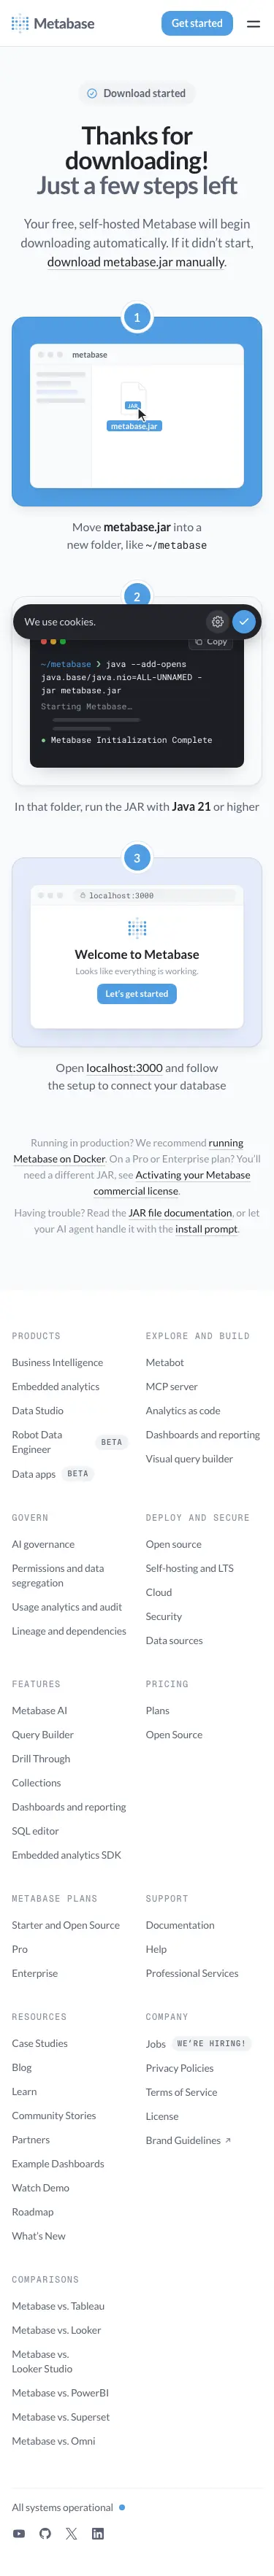 Metabase
Get started
Download started
Thanks for
downloading!
Just a few steps left
Your free, self-hosted Metabase will begin
downloading automatically. If it didn't start,
download metabase.jar manually.
1
metabase
JAR
metabase.jar
Move metabase.jar into a
new folder, like ~/metabase
2
We use cookies.
Copy
~/metabase ❯ java --add-opens
java.base/java.nio=ALL-UNNAMED -
jar metabase.jar
Starting Metabase…
● Metabase Initialization Complete
In that folder, run the JAR with Java 21 or higher
3
localhost:3000
Welcome to Metabase
Looks like everything is working.
Let's get started
Open localhost:3000 and follow
the setup to connect your database
Running in production? We recommend running
Metabase on Docker. On a Pro or Enterprise plan? You'll
need a different JAR, see Activating your Metabase
commercial license.
Having trouble? Read the JAR file documentation, or let
your AI agent handle it with the install prompt.
PRODUCTS
Business Intelligence
Embedded analytics
Data Studio
Robot Data
Engineer
BETA
Data apps BETA
EXPLORE AND BUILD
Metabot
MCP server
Analytics as code
Dashboards and reporting
Visual query builder
GOVERN
AI governance
Permissions and data
segregation
Usage analytics and audit
Lineage and dependencies
DEPLOY AND SECURE
Open source
Self-hosting and LTS
Cloud
Security
Data sources
FEATURES
Metabase AI
Query Builder
Drill Through
Collections
Dashboards and reporting
SQL editor
Embedded analytics SDK
PRICING
Plans
Open Source
METABASE PLANS
Starter and Open Source
Pro
Enterprise
SUPPORT
Documentation
Help
Professional Services
RESOURCES
Case Studies
Blog
Learn
Community Stories
Partners
Example Dashboards
Watch Demo
Roadmap
What's New
COMPANY
Jobs WE'RE HIRING!
Privacy Policies
Terms of Service
License
Brand Guidelines ↗
COMPARISONS
Metabase vs. Tableau
Metabase vs. Looker
Metabase vs.
Looker Studio
Metabase vs. PowerBI
Metabase vs. Superset
Metabase vs. Omni
All systems operational